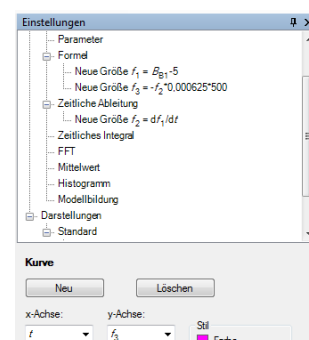 Einstellungen
Parameter
Formel
Neue Größe f₁ = B_B1-5
Neue Größe f₃ = -f₂*0,000625*500
Zeitliche Ableitung
Neue Größe f₂ = df₁/dt
Zeitliches Integral
FFT
Mittelwert
Histogramm
Modellbildung
Darstellungen
Standard
Kurve
Neu Löschen
x-Achse: y-Achse: Stil
t f₃ Farbe